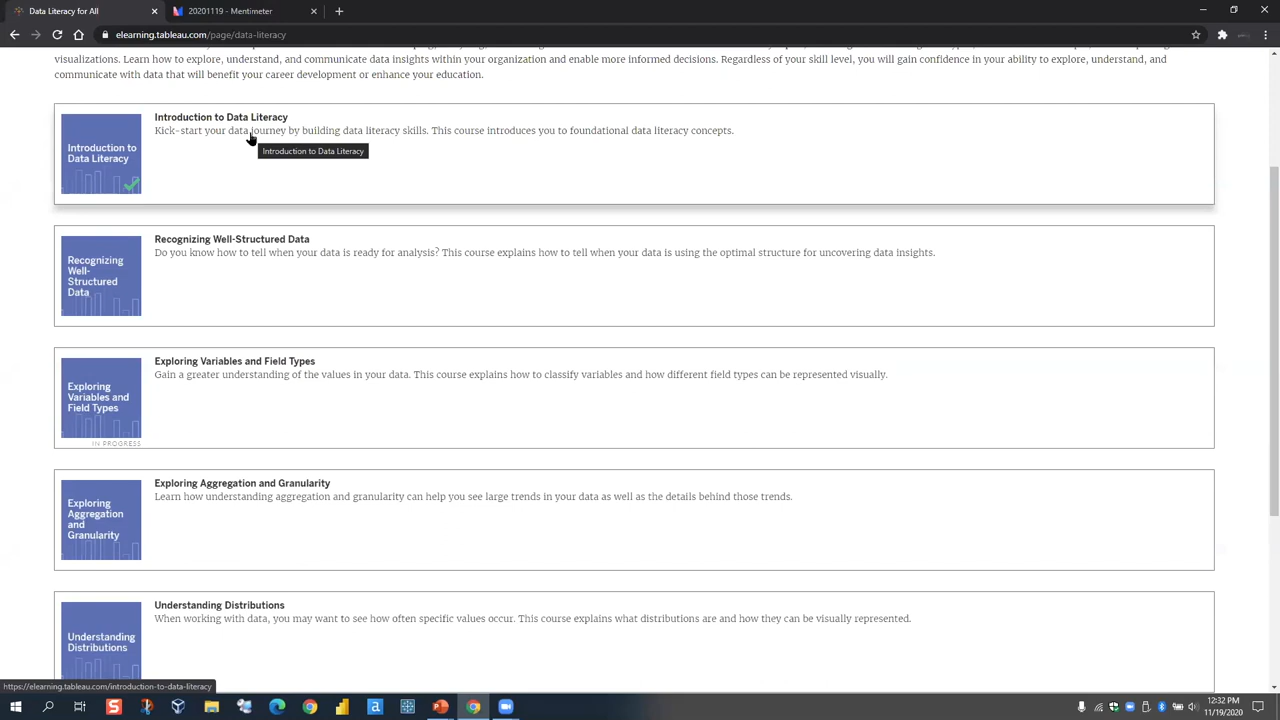 Data Literacy for All
20201119 - Mentimeter
elearning.tableau.com/page/data-literacy
visualizations. Learn how to explore, understand, and communicate data insights within your organization and enable more informed decisions. Regardless of your skill level, you will gain confidence in your ability to explore, understand, and
communicate with data that will benefit your career development or enhance your education.
Introduction to
Data Literacy
Introduction to Data Literacy
Kick-start your data journey by building data literacy skills. This course introduces you to foundational data literacy concepts.
Introduction to Data Literacy
Recognizing
Well-
Structured
Data
Recognizing Well-Structured Data
Do you know how to tell when your data is ready for analysis? This course explains how to tell when your data is using the optimal structure for uncovering data insights.
Exploring
Variables and
Field Types
IN PROGRESS
Exploring Variables and Field Types
Gain a greater understanding of the values in your data. This course explains how to classify variables and how different field types can be represented visually.
Exploring
Aggregation
and
Granularity
Exploring Aggregation and Granularity
Learn how understanding aggregation and granularity can help you see large trends in your data as well as the details behind those trends.
Understanding
Distributions
Understanding Distributions
When working with data, you may want to see how often specific values occur. This course explains what distributions are and how they can be visually represented.
https://elearning.tableau.com/introduction-to-data-literacy
12:32 PM
11/19/2020